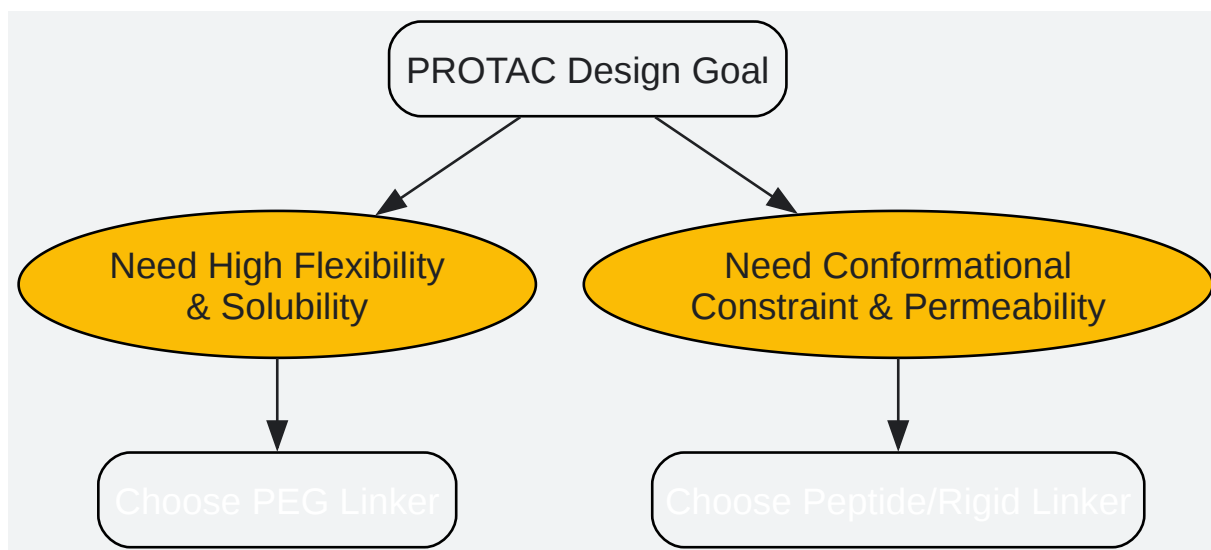 PROTAC Design Goal
Need High Flexibility
& Solubility
Need Conformational
Constraint & Permeability
Choose PEG Linker
Choose Peptide/Rigid Linker